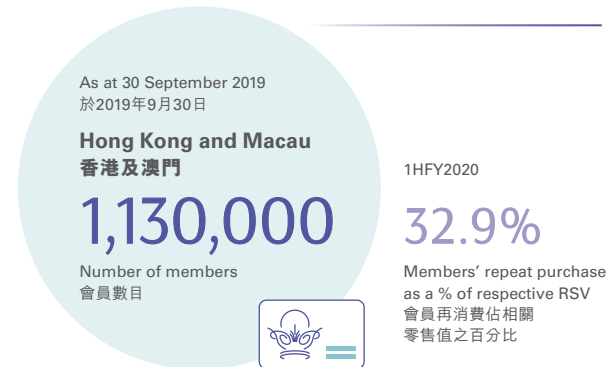 As at 30 September 2019
於2019年9月30日
Hong Kong and Macau
香港及澳門
1,130,000
Number of members
會員數目
1HFY2020
32.9%
Members’ repeat purchase
as a % of respective RSV
會員再消費佔相關
零售值之百分比